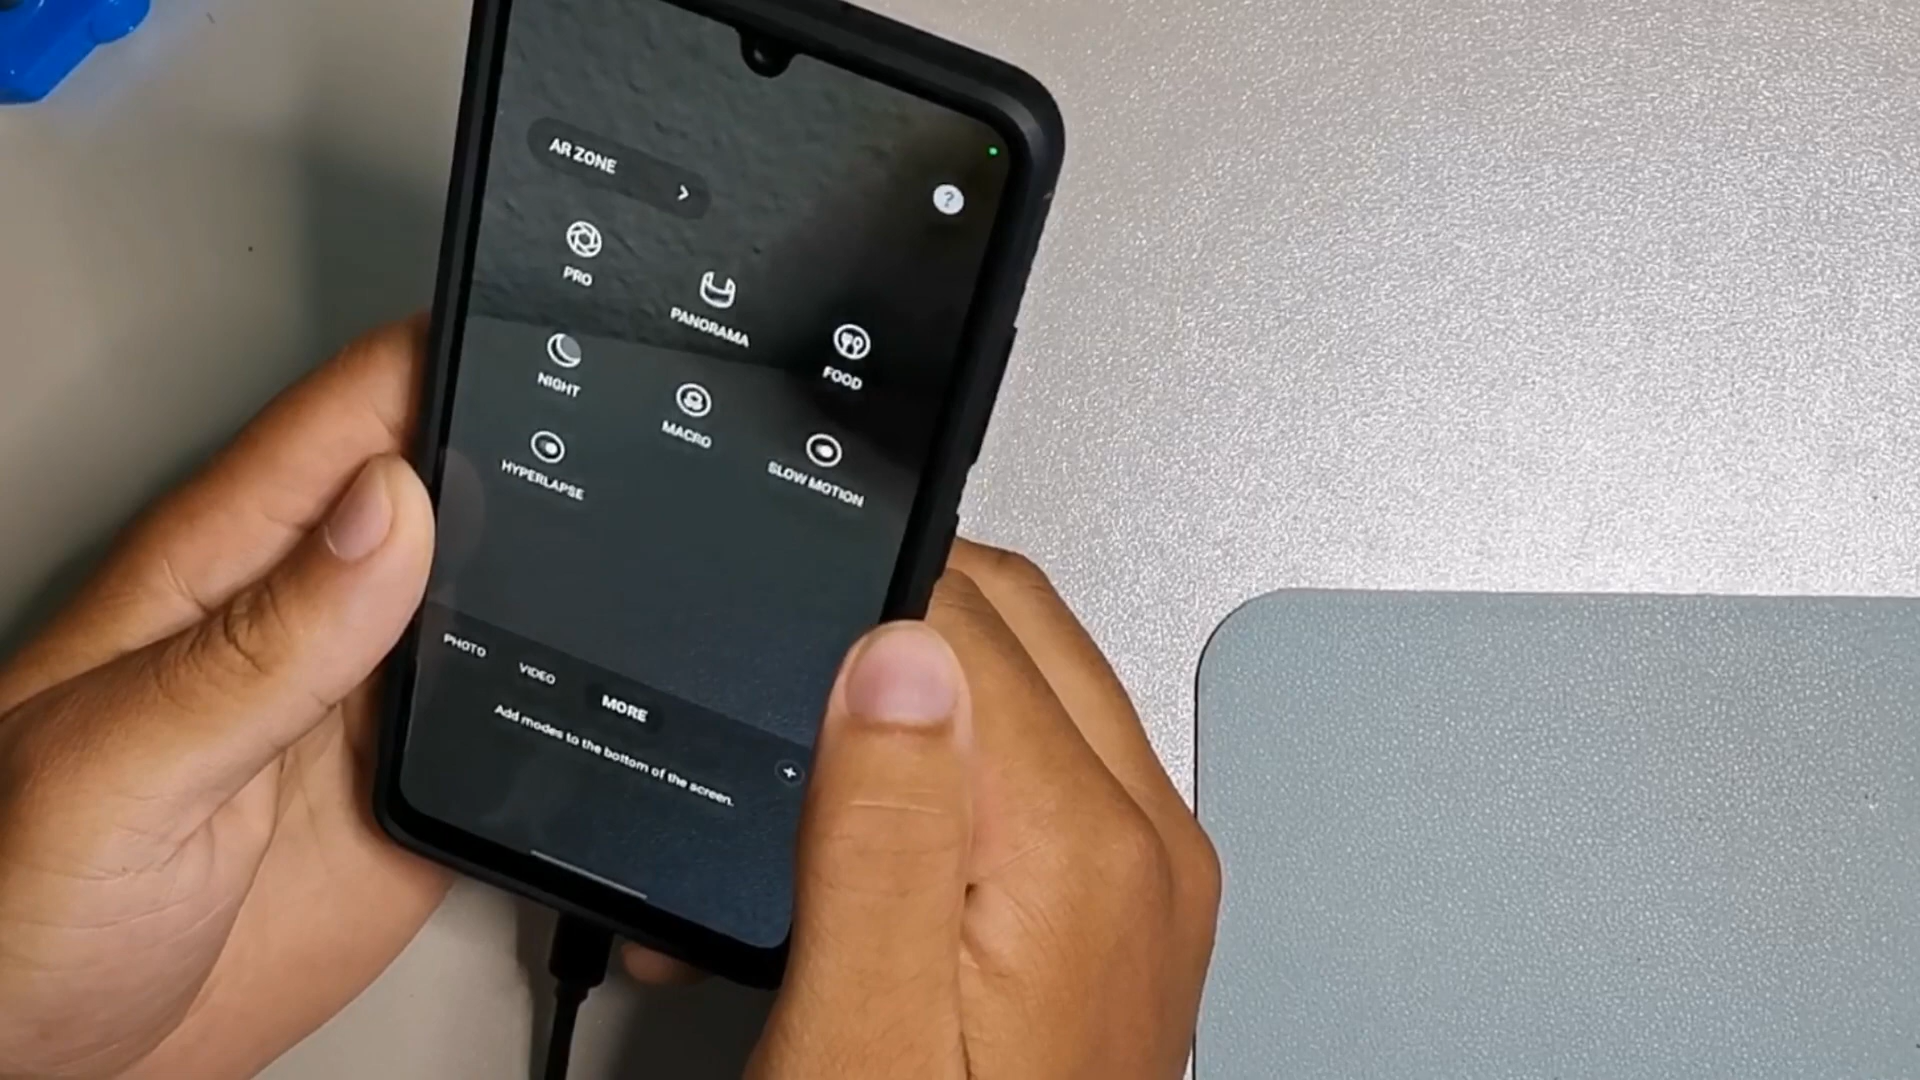 AR ZONE
?
PRO
PANORAMA
FOOD
NIGHT
MACRO
SLOW MOTION
HYPERLAPSE
PHOTO
VIDEO
MORE
Add modes to the bottom of the screen.